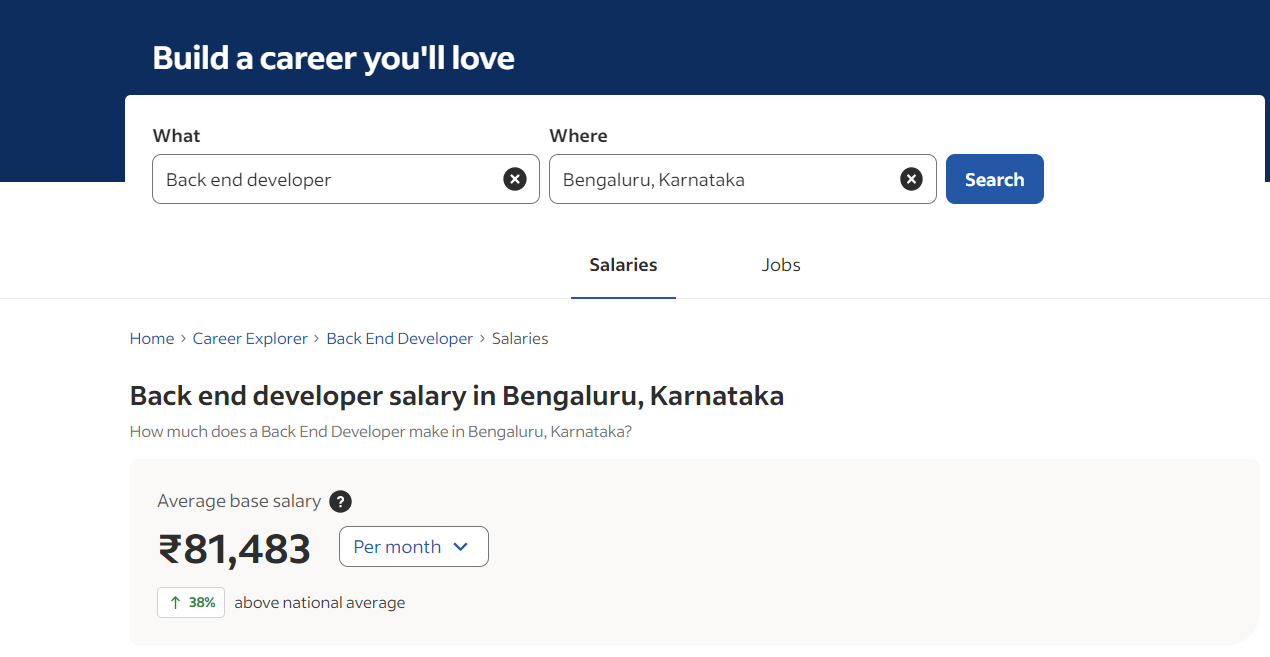 Build a career you'll love
What
Where
Back end developer
Bengaluru, Karnataka
Search
Salaries
Jobs
Home > Career Explorer > Back End Developer > Salaries
Back end developer salary in Bengaluru, Karnataka
How much does a Back End Developer make in Bengaluru, Karnataka?
Average base salary ?
₹81,483
Per month
↑ 38% above national average